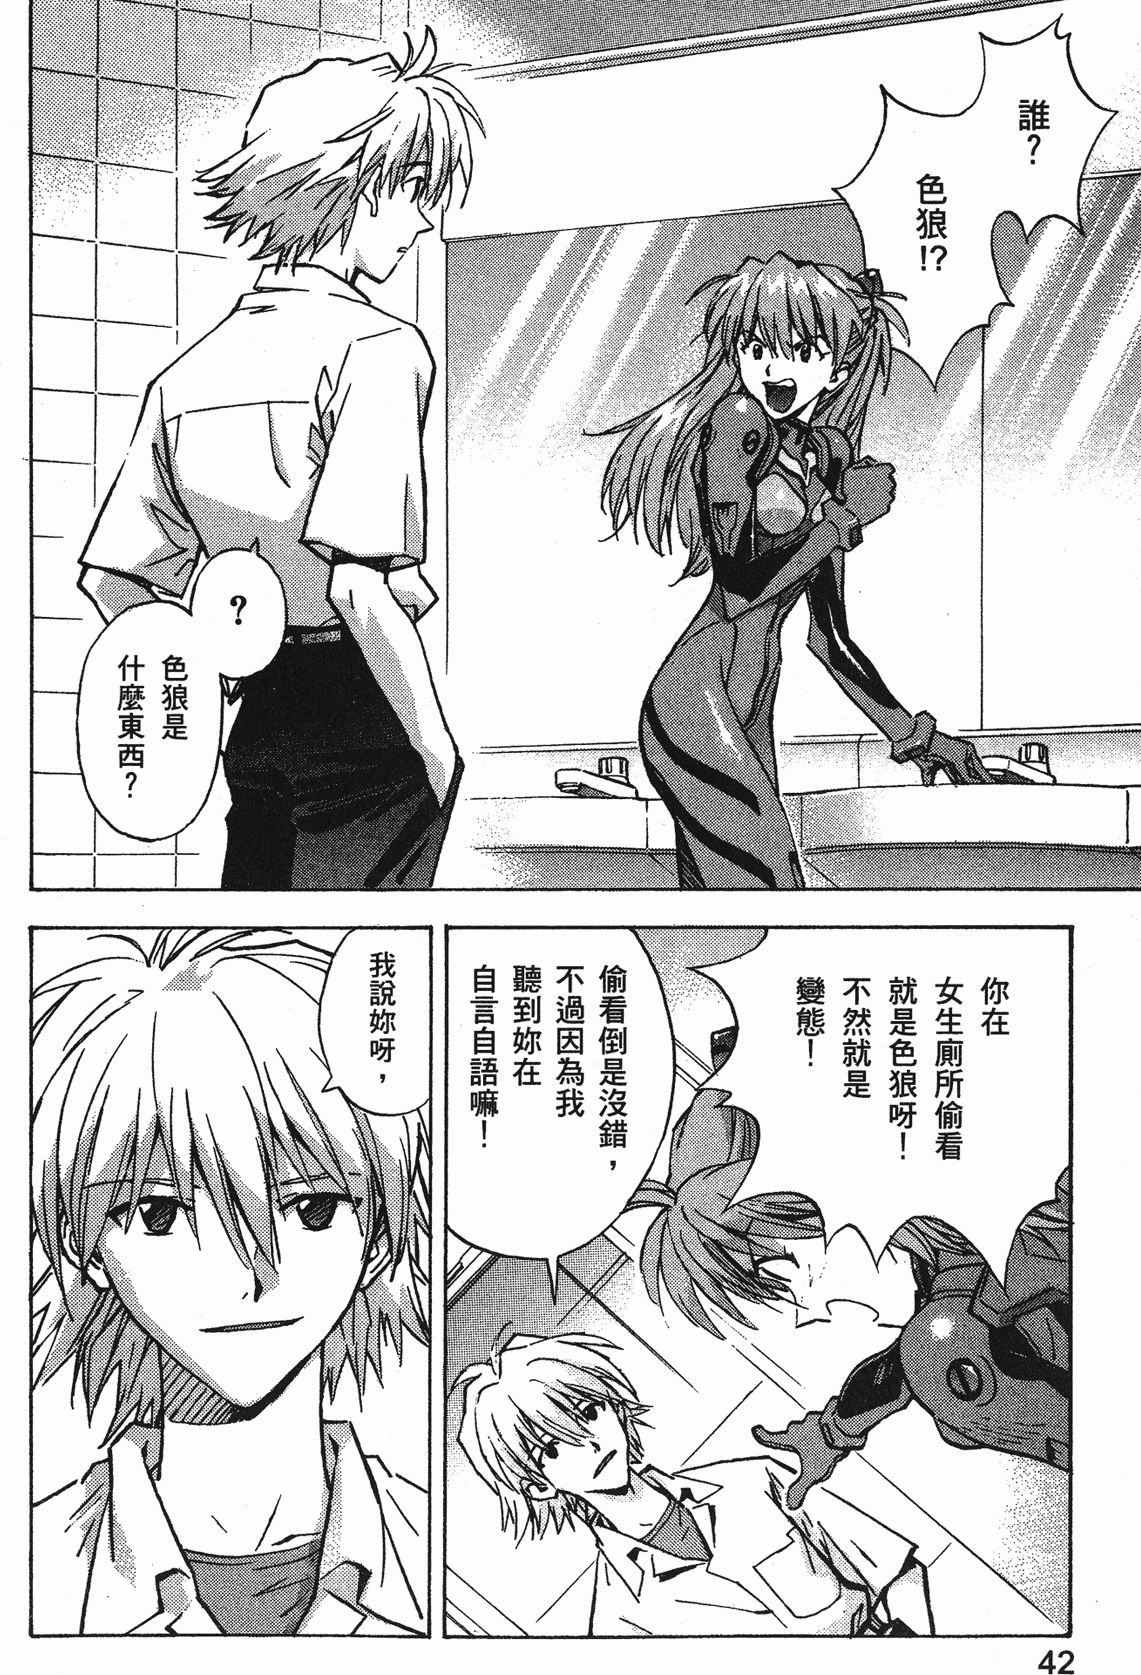 誰？
色狼!?
？
色狼是
什麼東西？
你在
女生廁所偷看
就是色狼呀！
不然就是
變態！
偷看倒是沒錯，
不過因為我
聽到妳在
自言自語嘛！
我說妳呀，
42